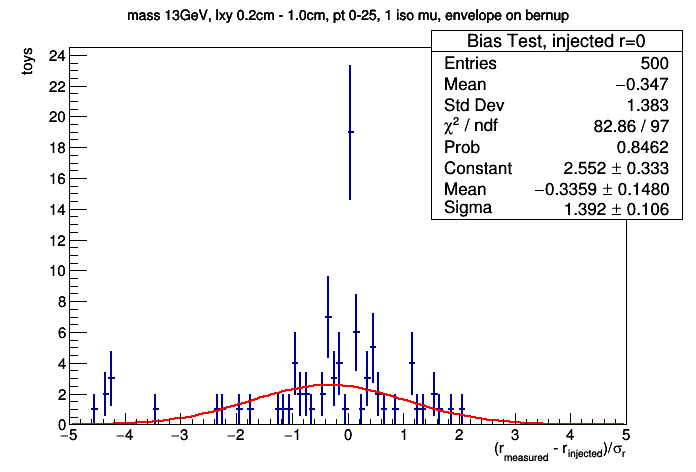 mass 13GeV, lxy 0.2cm - 1.0cm, pt 0-25, 1 iso mu, envelope on bernup
Bias Test, injected r=0
Entries 500
Mean −0.347
Std Dev 1.383
χ² / ndf 82.86 / 97
Prob 0.8462
Constant 2.552 ± 0.333
Mean −0.3359 ± 0.1480
Sigma 1.392 ± 0.106
toys
24
22
20
18
16
14
12
10
8
6
4
2
0
−5 −4 −3 −2 −1 0 1 2 3 4 5
(r_measured - r_injected)/σ_r